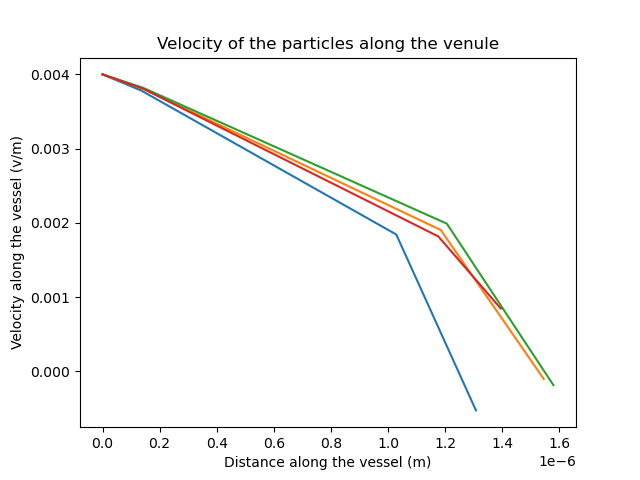 Velocity of the particles along the venule
Velocity along the vessel (v/m)
0.004
0.003
0.002
0.001
0.000
0.0 0.2 0.4 0.6 0.8 1.0 1.2 1.4 1.6
Distance along the vessel (m)
1e−6